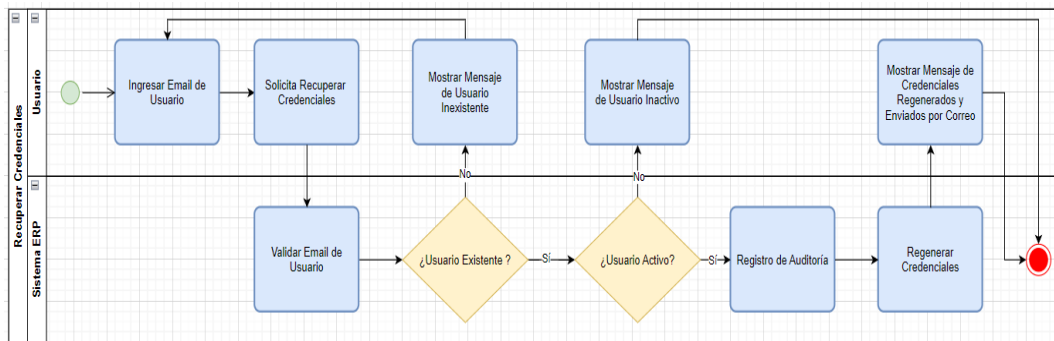 Recuperar Credenciales
Usuario
Ingresar Email de
Usuario
Solicita Recuperar
Credenciales
Mostrar Mensaje
de Usuario
Inexistente
Mostrar Mensaje
de Usuario Inactivo
Mostrar Mensaje de
Credenciales
Regenerados y
Enviados por Correo
No
No
Sistema ERP
Validar Email de
Usuario
¿Usuario Existente ?
Sí
¿Usuario Activo?
Sí
Registro de Auditoría
Regenerar
Credenciales